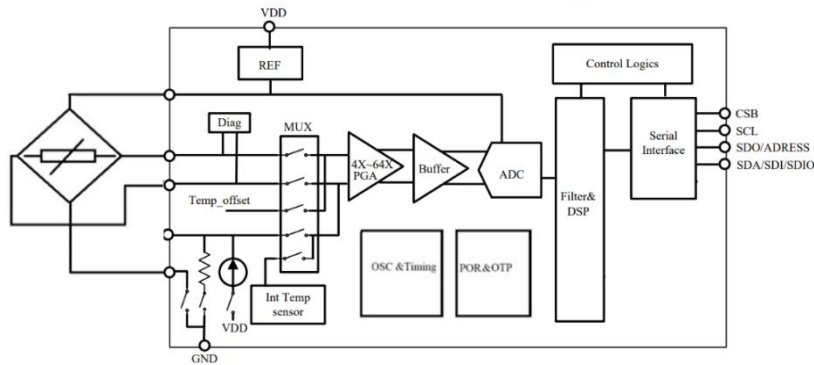 VDD
REF
Control Logics
Diag
MUX
CSB
SCL
SDO/ADRESS
SDA/SDI/SDIO
Serial
Interface
4X~64X
PGA
Buffer
ADC
Filter&
DSP
Temp_offset
OSC &Timing
POR&OTP
Int Temp
sensor
VDD
GND